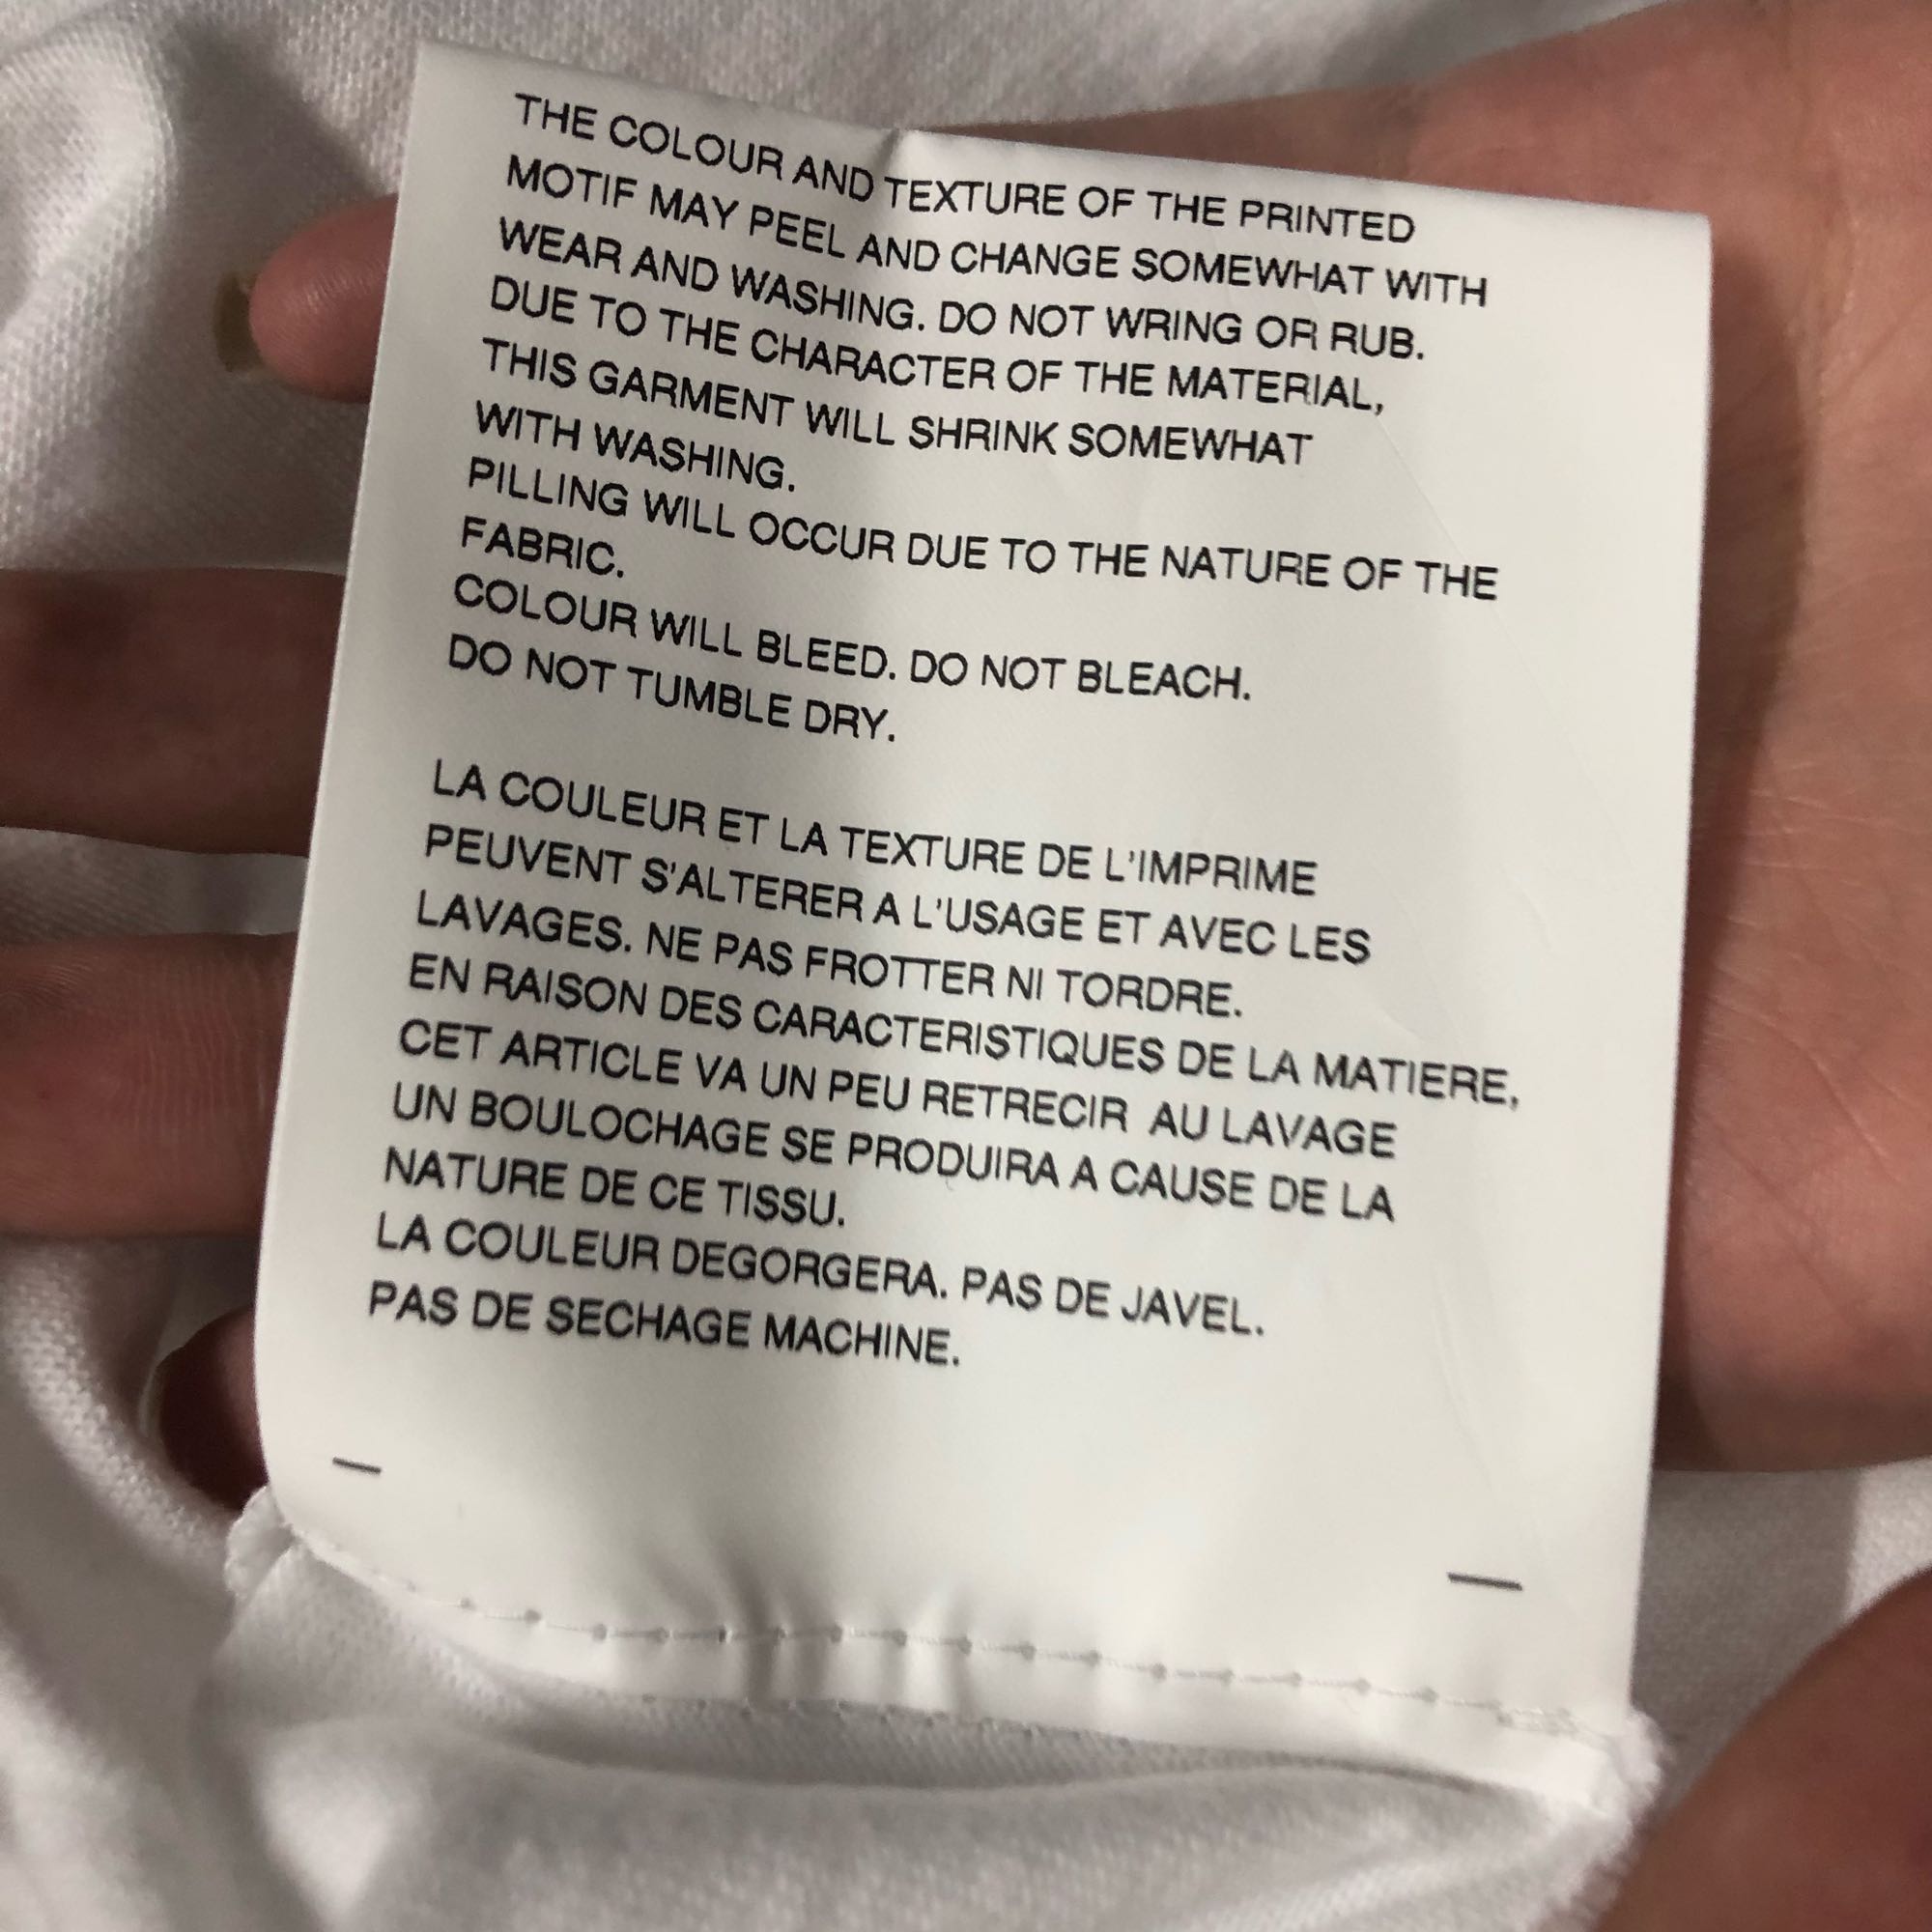 THE COLOUR AND TEXTURE OF THE PRINTED
MOTIF MAY PEEL AND CHANGE SOMEWHAT WITH
WEAR AND WASHING. DO NOT WRING OR RUB.
DUE TO THE CHARACTER OF THE MATERIAL,
THIS GARMENT WILL SHRINK SOMEWHAT
WITH WASHING.
PILLING WILL OCCUR DUE TO THE NATURE OF THE
FABRIC.
COLOUR WILL BLEED. DO NOT BLEACH.
DO NOT TUMBLE DRY.
LA COULEUR ET LA TEXTURE DE L'IMPRIME
PEUVENT S'ALTERER A L'USAGE ET AVEC LES
LAVAGES. NE PAS FROTTER NI TORDRE.
EN RAISON DES CARACTERISTIQUES DE LA MATIERE,
CET ARTICLE VA UN PEU RETRECIR AU LAVAGE
UN BOULOCHAGE SE PRODUIRA A CAUSE DE LA
NATURE DE CE TISSU.
LA COULEUR DEGORGERA. PAS DE JAVEL.
PAS DE SECHAGE MACHINE.